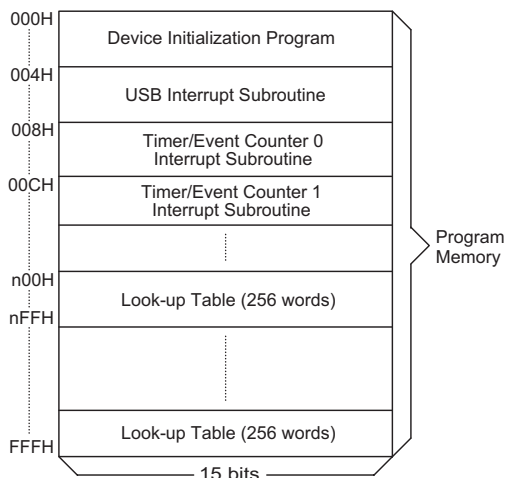 000H
Device Initialization Program
004H
USB Interrupt Subroutine
008H
Timer/Event Counter 0
Interrupt Subroutine
00CH
Timer/Event Counter 1
Interrupt Subroutine
Program
Memory
n00H
Look-up Table (256 words)
nFFH
Look-up Table (256 words)
FFFH
15 bits